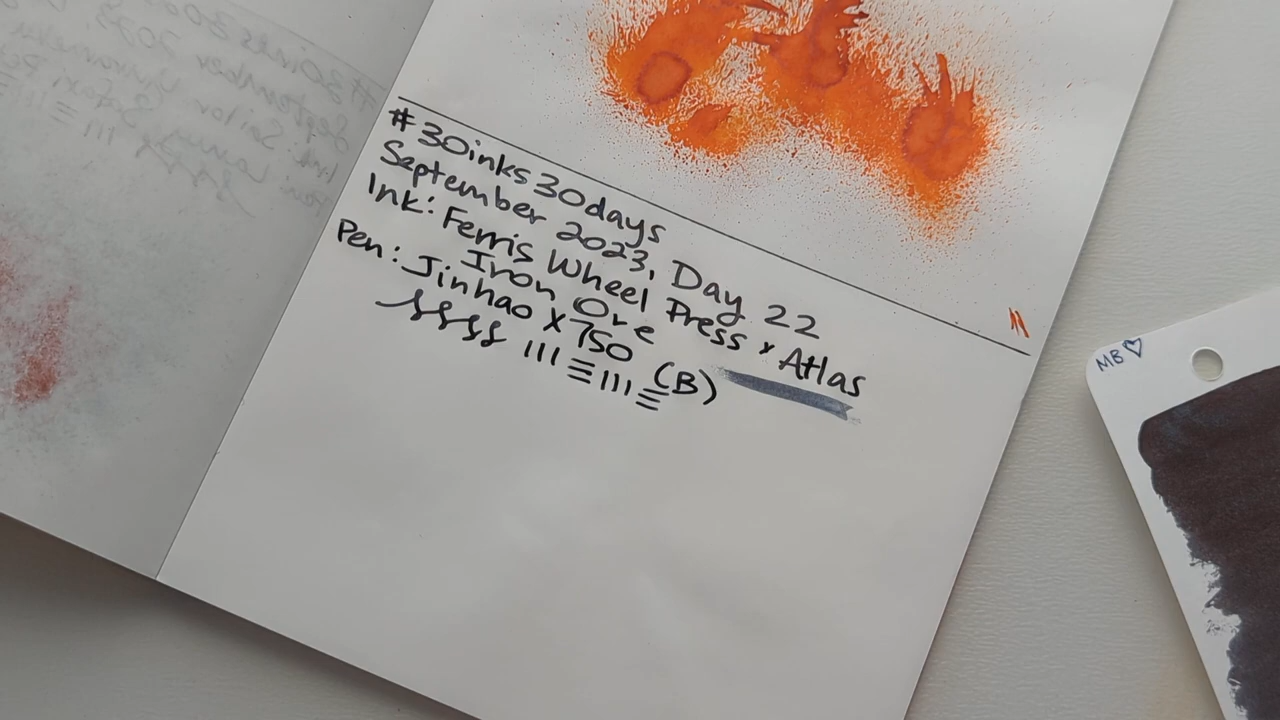 #30inks30days
September 2023, Day 22
Ink: Ferris Wheel Press x Atlas
Iron Ore
Pen: Jinhao X750 (B)
MB♡